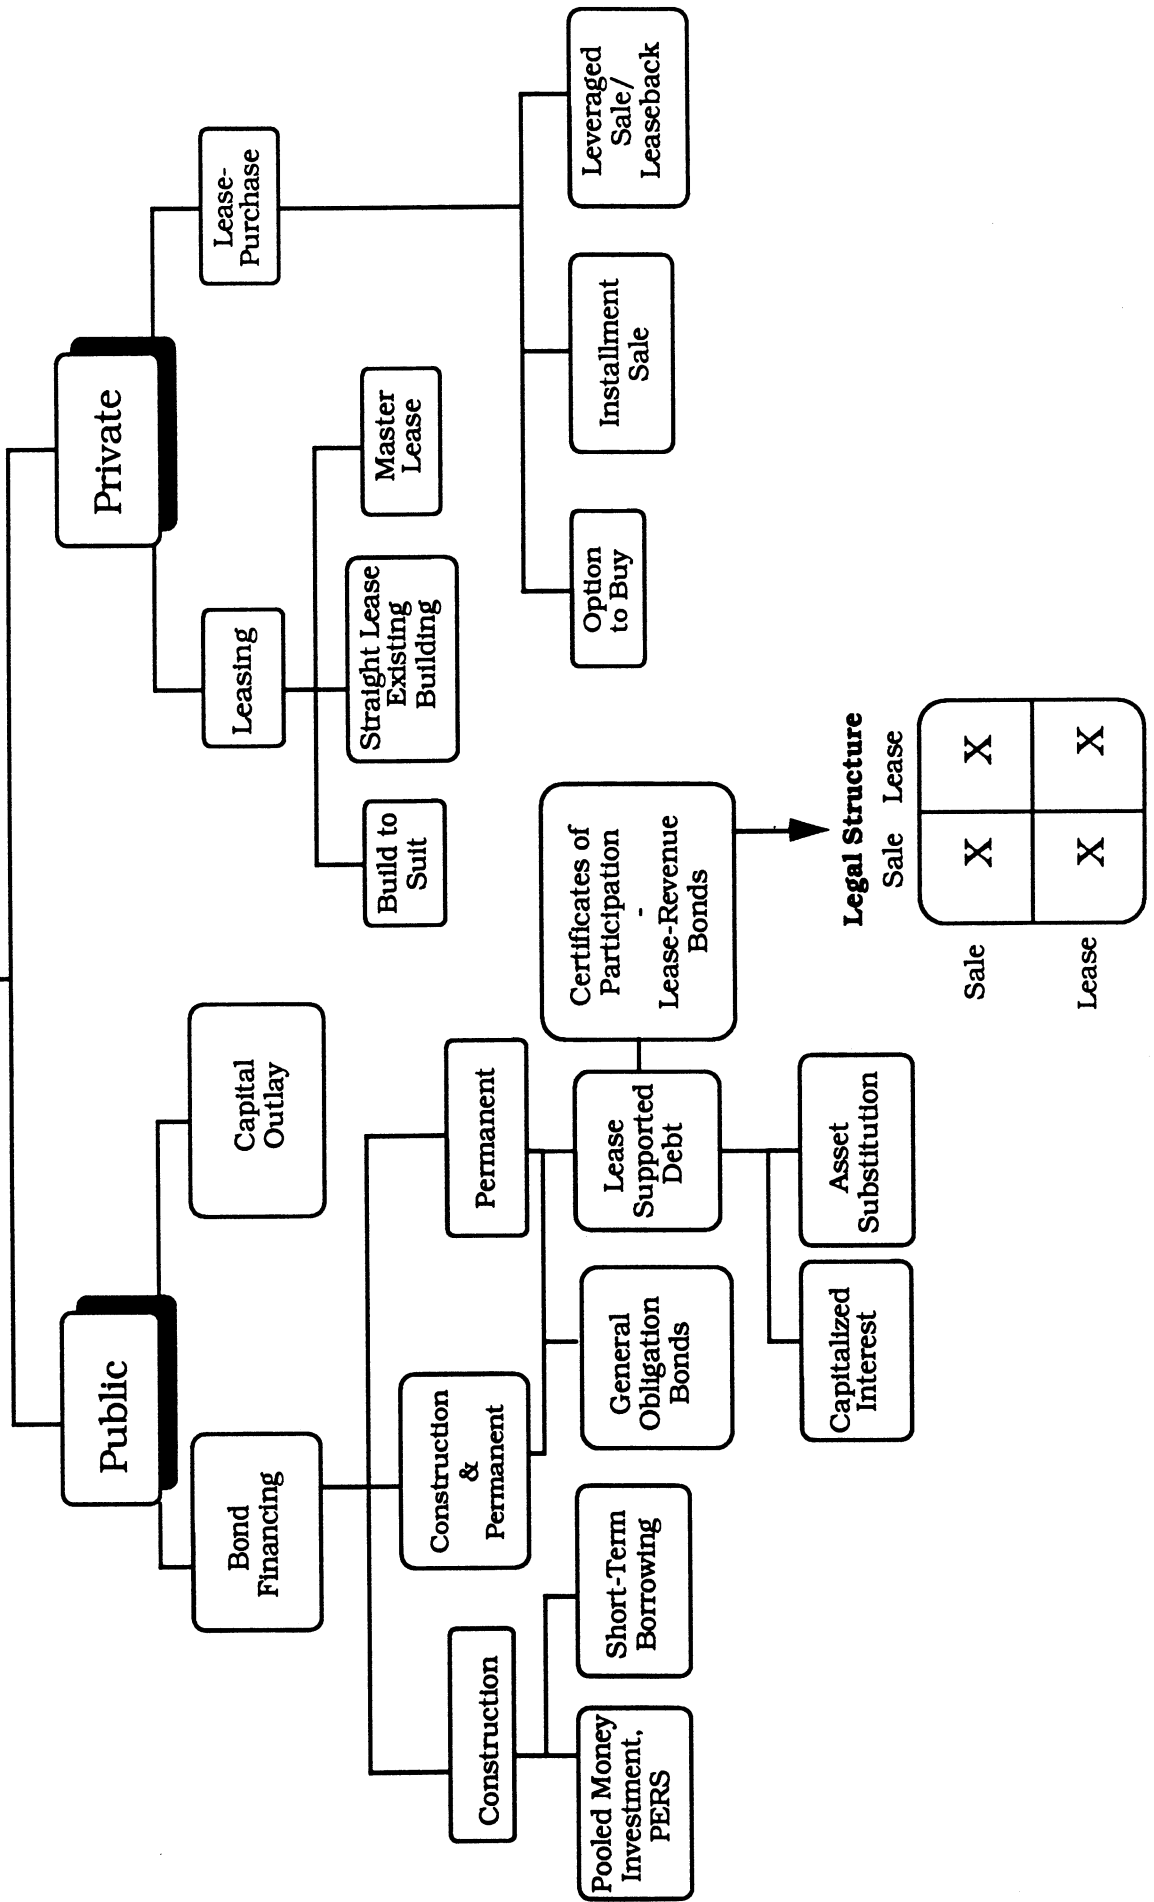 Public
Private
Bond
Financing
Capital
Outlay
Leasing
Lease-
Purchase
Construction
Construction
&
Permanent
Permanent
Build to
Suit
Straight Lease
Existing
Building
Master
Lease
Pooled Money
Investment,
PERS
Short-Term
Borrowing
General
Obligation
Bonds
Lease
Supported
Debt
Certificates of
Participation
-
Lease-Revenue
Bonds
Option
to Buy
Installment
Sale
Leveraged
Sale/
Leaseback
Capitalized
Interest
Asset
Substitution
Legal Structure
Sale Lease
Sale X X
Lease X X